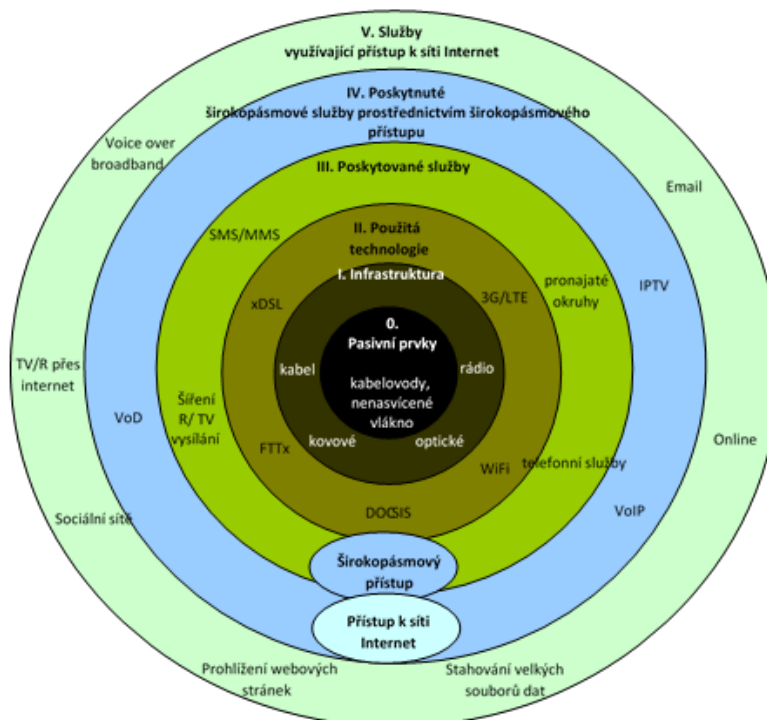 V. Služby
využívající přístup k síti Internet
IV. Poskytnuté
širokopásmové služby prostřednictvím širokopásmového
přístupu
Voice over
broadband
III. Poskytované služby
Email
SMS/MMS
II. Použitá
technologie
I. Infrastruktura
xDSL
3G/LTE
pronajaté
okruhy
IPTV
0.
Pasivní prvky
kabelovody,
nenasvícené
vlákno
kabel
rádio
kovové
optické
TV/R přes
internet
VoD
Šíření
R/ TV
vysílání
FTTx
WiFi
telefonní služby
Online
DOCSIS
VoIP
Sociální sítě
Širokopásmový
přístup
Přístup k síti
Internet
Prohlížení webových
stránek
Stahování velkých
souborů dat